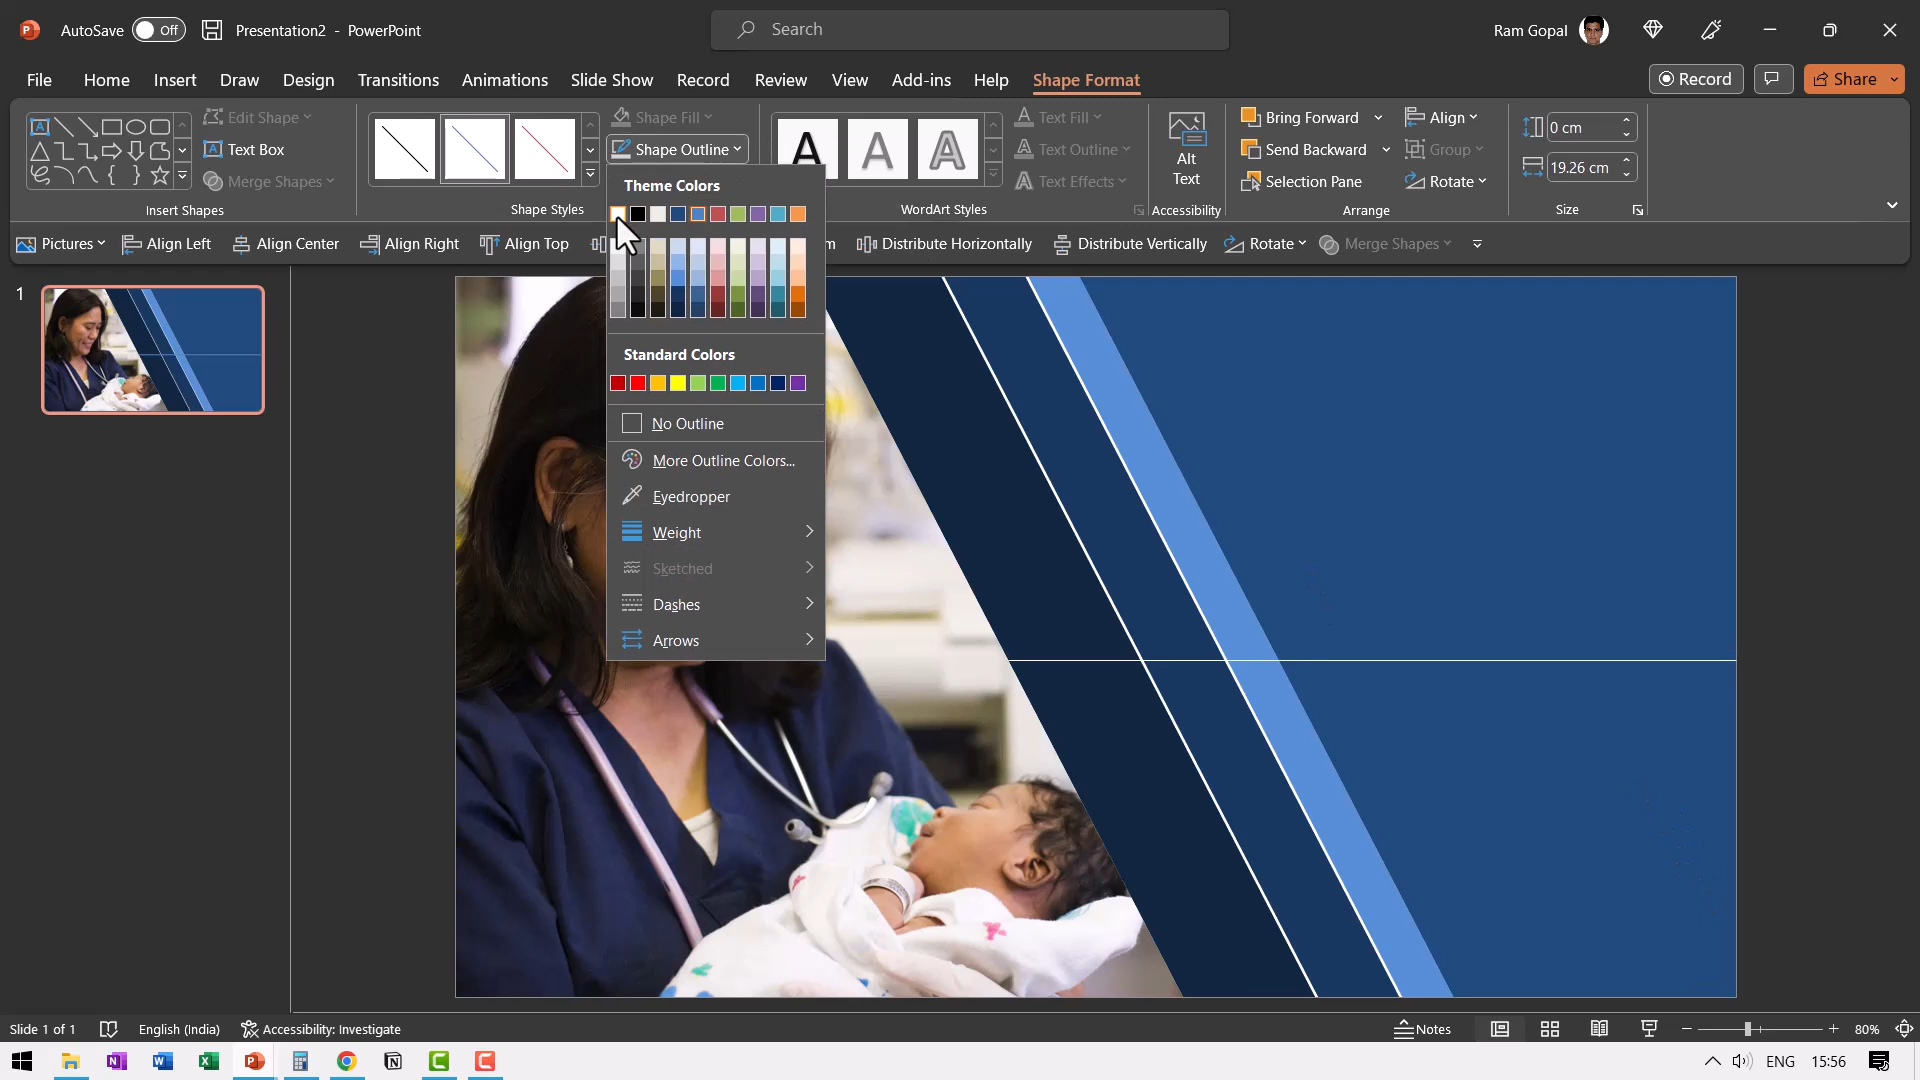 AutoSave Off Presentation2 - PowerPoint Search Ram Gopal
File Home Insert Draw Design Transitions Animations Slide Show Record Review View Add-ins Help Shape Format Record Share
Edit Shape
Text Box
Merge Shapes
Insert Shapes
Shape Styles
Shape Fill
Shape Outline
A A A
WordArt Styles
Text Fill
Text Outline
Text Effects
Alt
Text
Accessibility
Bring Forward
Send Backward
Selection Pane
Align
Group
Rotate
Arrange
0 cm
19.26 cm
Size
Pictures Align Left Align Center Align Right Align Top m Distribute Horizontally Distribute Vertically Rotate Merge Shapes
Theme Colors
Standard Colors
No Outline
More Outline Colors...
Eyedropper
Weight
Sketched
Dashes
Arrows
1
Slide 1 of 1 English (India) Accessibility: Investigate Notes 80%
ENG 15:56